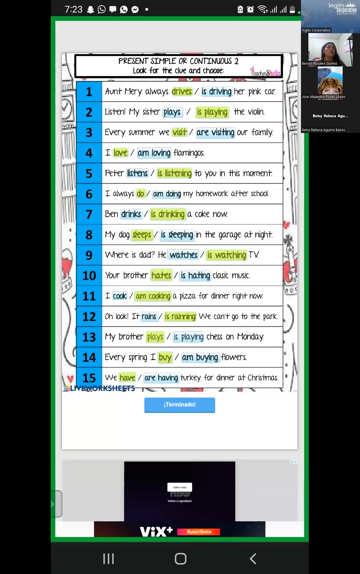 7:23
Inglés Corporativo
PRESENT SIMPLE OR CONTINUOUS 2
Look for the clue and choose:
1 Aunt Mery always drives / is driving her pink car.
2 Listen! My sister plays / is playing the violin.
3 Every summer we visit / are visiting our family.
4 I love / am loving flamingos.
5 Peter listens / is listening to you in this moment.
6 I always do / am doing my homework after school.
7 Ben drinks / is drinking a coke now.
8 My dog sleeps / is sleeping in the garage at night.
9 Where is dad? He watches / is watching TV.
10 Your brother hates / is hating clasic music.
11 I cook / am cooking a pizza for dinner right now.
12 Oh look! It rains / is rainning. We can't go to the park.
13 My brother plays / is playing chess on Monday.
14 Every spring I buy / am buying flowers.
15 We have / are having turkey for dinner at Christmas.
LIVEWORKSHEETS
¡Terminado!
ViX+
Suscríbete